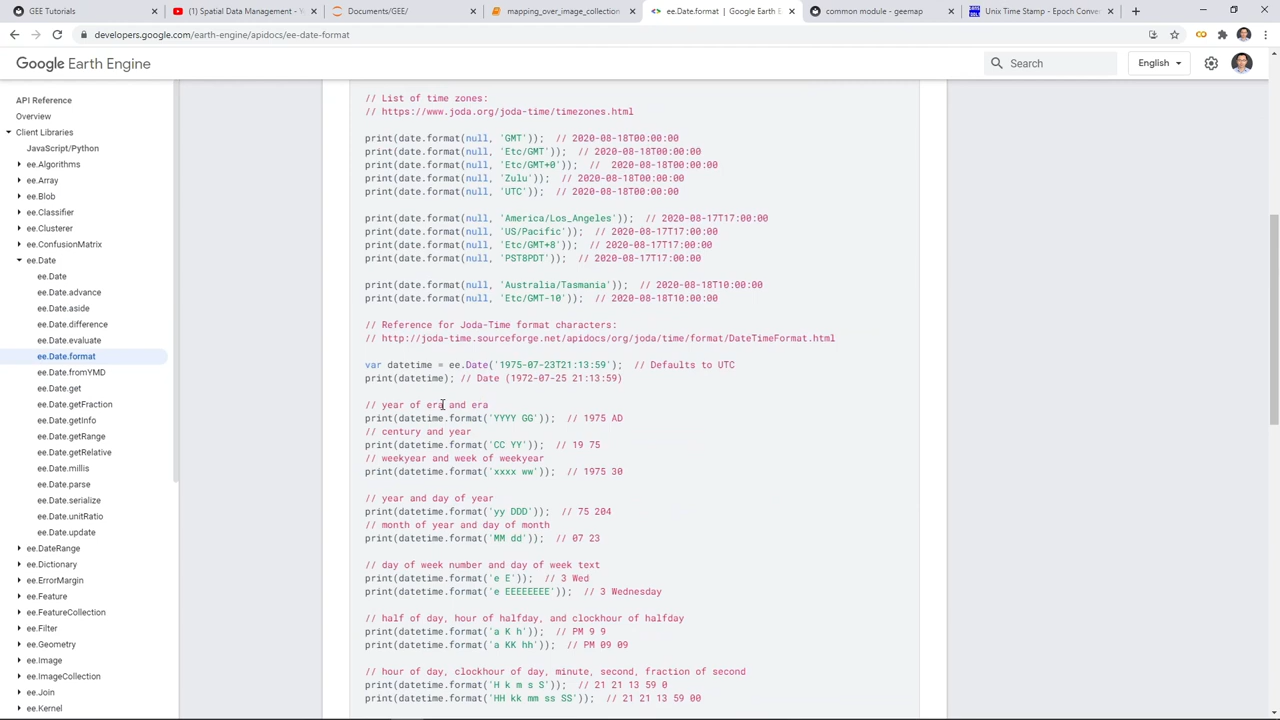 GEE Tutorials
(1) Spatial Data Management - Y
Documents/GEE/
mapping_over_image_collection
ee.Date.format | Google Earth E
common module - geemap
Unix Time Stamp - Epoch Conver
developers.google.com/earth-engine/apidocs/ee-date-format
Google Earth Engine
Search
English
API Reference
Overview
Client Libraries
JavaScript/Python
ee.Algorithms
ee.Array
ee.Blob
ee.Classifier
ee.Clusterer
ee.ConfusionMatrix
ee.Date
ee.Date
ee.Date.advance
ee.Date.aside
ee.Date.difference
ee.Date.evaluate
ee.Date.format
ee.Date.fromYMD
ee.Date.get
ee.Date.getFraction
ee.Date.getInfo
ee.Date.getRange
ee.Date.getRelative
ee.Date.millis
ee.Date.parse
ee.Date.serialize
ee.Date.unitRatio
ee.Date.update
ee.DateRange
ee.Dictionary
ee.ErrorMargin
ee.Feature
ee.FeatureCollection
ee.Filter
ee.Geometry
ee.Image
ee.ImageCollection
ee.Join
ee.Kernel
// List of time zones:
// https://www.joda.org/joda-time/timezones.html
print(date.format(null, 'GMT')); // 2020-08-18T00:00:00
print(date.format(null, 'Etc/GMT')); // 2020-08-18T00:00:00
print(date.format(null, 'Etc/GMT+0')); // 2020-08-18T00:00:00
print(date.format(null, 'Zulu')); // 2020-08-18T00:00:00
print(date.format(null, 'UTC')); // 2020-08-18T00:00:00
print(date.format(null, 'America/Los_Angeles')); // 2020-08-17T17:00:00
print(date.format(null, 'US/Pacific')); // 2020-08-17T17:00:00
print(date.format(null, 'Etc/GMT+8')); // 2020-08-17T17:00:00
print(date.format(null, 'PST8PDT')); // 2020-08-17T17:00:00
print(date.format(null, 'Australia/Tasmania')); // 2020-08-18T10:00:00
print(date.format(null, 'Etc/GMT-10')); // 2020-08-18T10:00:00
// Reference for Joda-Time format characters:
// http://joda-time.sourceforge.net/apidocs/org/joda/time/format/DateTimeFormat.html
var datetime = ee.Date('1975-07-23T21:13:59'); // Defaults to UTC
print(datetime); // Date (1972-07-25 21:13:59)
// year of era and era
print(datetime.format('YYYY GG')); // 1975 AD
// century and year
print(datetime.format('CC YY')); // 19 75
// weekyear and week of weekyear
print(datetime.format('xxxx ww')); // 1975 30
// year and day of year
print(datetime.format('yy DDD')); // 75 204
// month of year and day of month
print(datetime.format('MM dd')); // 07 23
// day of week number and day of week text
print(datetime.format('e E')); // 3 Wed
print(datetime.format('e EEEEEEEE')); // 3 Wednesday
// half of day, hour of halfday, and clockhour of halfday
print(datetime.format('a K h')); // PM 9 9
print(datetime.format('a KK hh')); // PM 09 09
// hour of day, clockhour of day, minute, second, fraction of second
print(datetime.format('H k m s S')); // 21 21 13 59 0
print(datetime.format('HH kk mm ss SS')); // 21 21 13 59 00